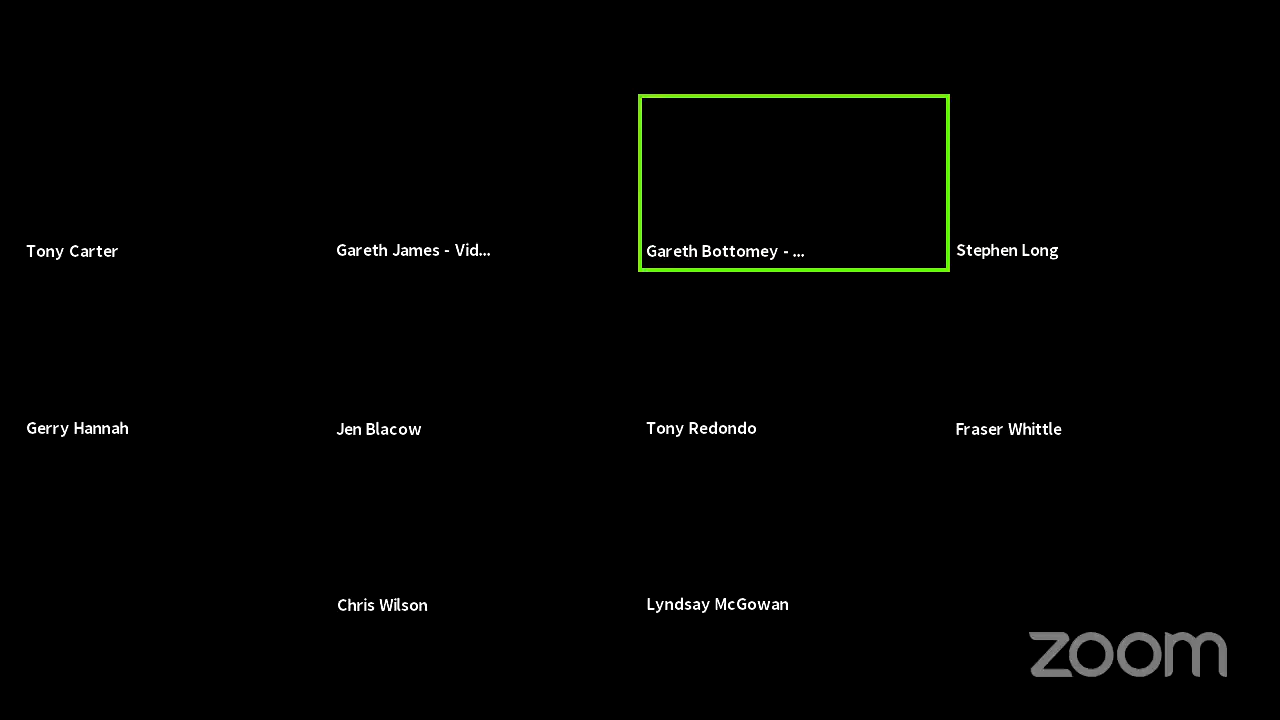 Tony Carter
Gareth James - Vid...
Gareth Bottomey - ...
Stephen Long
Gerry Hannah
Jen Blacow
Tony Redondo
Fraser Whittle
Chris Wilson
Lyndsay McGowan
zoom